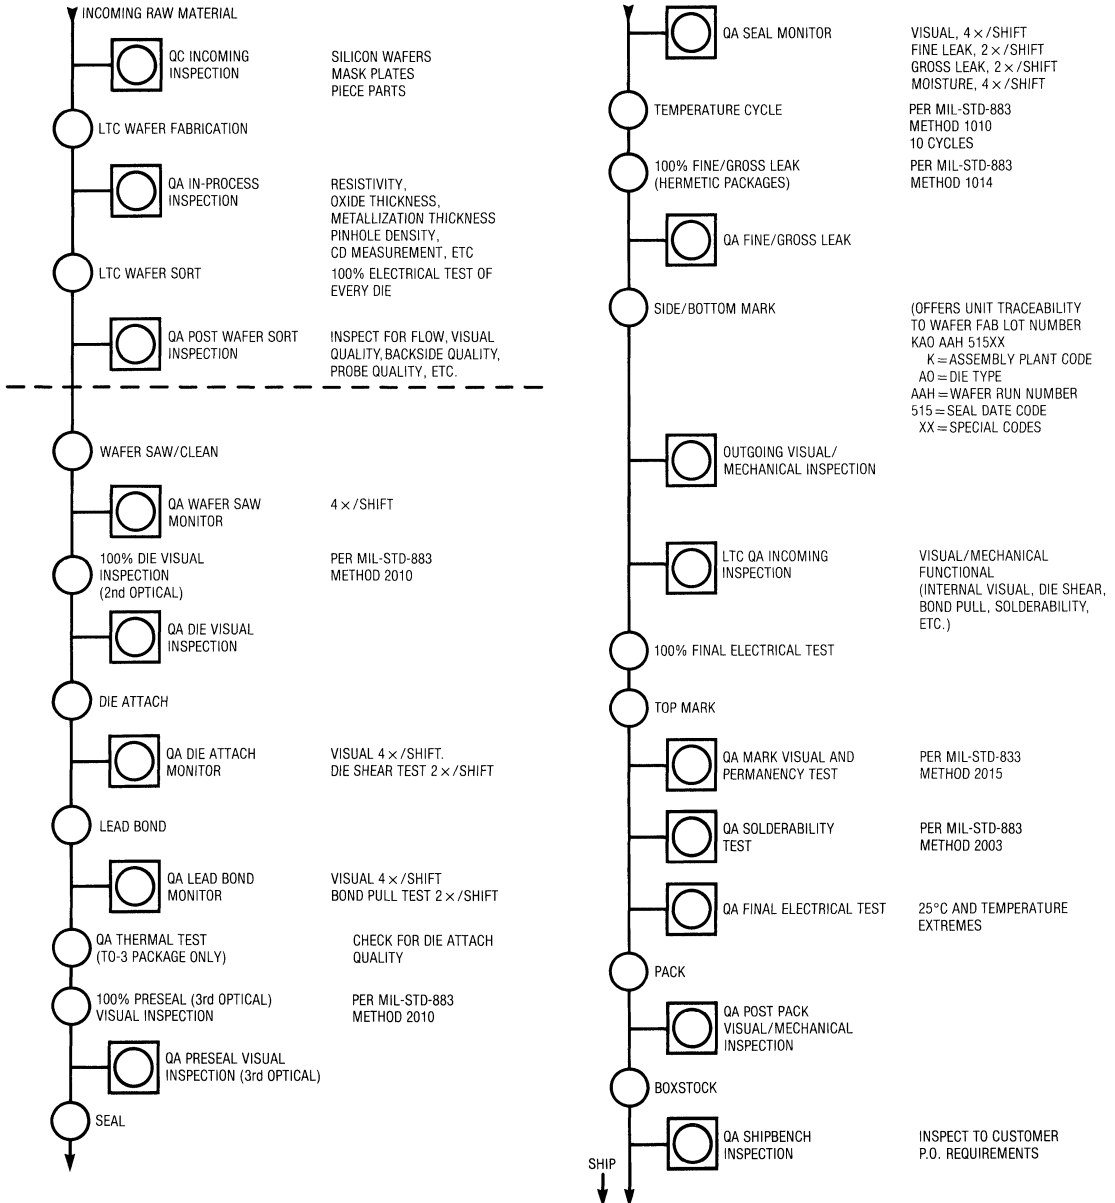 INCOMING RAW MATERIAL
QC INCOMING
INSPECTION
SILICON WAFERS
MASK PLATES
PIECE PARTS
LTC WAFER FABRICATION
QA IN-PROCESS
INSPECTION
RESISTIVITY,
OXIDE THICKNESS,
METALLIZATION THICKNESS
PINHOLE DENSITY,
CD MEASUREMENT, ETC
LTC WAFER SORT
100% ELECTRICAL TEST OF
EVERY DIE
QA POST WAFER SORT
INSPECTION
INSPECT FOR FLOW, VISUAL
QUALITY, BACKSIDE QUALITY,
PROBE QUALITY, ETC.
WAFER SAW/CLEAN
QA WAFER SAW
MONITOR
4 ×/SHIFT
100% DIE VISUAL
INSPECTION
(2nd OPTICAL)
PER MIL-STD-883
METHOD 2010
QA DIE VISUAL
INSPECTION
DIE ATTACH
QA DIE ATTACH
MONITOR
VISUAL 4 ×/SHIFT.
DIE SHEAR TEST 2 ×/SHIFT
LEAD BOND
QA LEAD BOND
MONITOR
VISUAL 4 ×/SHIFT
BOND PULL TEST 2 ×/SHIFT
QA THERMAL TEST
(TO-3 PACKAGE ONLY)
CHECK FOR DIE ATTACH
QUALITY
100% PRESEAL (3rd OPTICAL)
VISUAL INSPECTION
PER MIL-STD-883
METHOD 2010
QA PRESEAL VISUAL
INSPECTION (3rd OPTICAL)
SEAL
QA SEAL MONITOR
VISUAL, 4 ×/SHIFT
FINE LEAK, 2 ×/SHIFT
GROSS LEAK, 2 ×/SHIFT
MOISTURE, 4 ×/SHIFT
TEMPERATURE CYCLE
PER MIL-STD-883
METHOD 1010
10 CYCLES
100% FINE/GROSS LEAK
(HERMETIC PACKAGES)
PER MIL-STD-883
METHOD 1014
QA FINE/GROSS LEAK
SIDE/BOTTOM MARK
(OFFERS UNIT TRACEABILITY
TO WAFER FAB LOT NUMBER
KAO AAH 515XX
K = ASSEMBLY PLANT CODE
AO = DIE TYPE
AAH = WAFER RUN NUMBER
515 = SEAL DATE CODE
XX = SPECIAL CODES
OUTGOING VISUAL/
MECHANICAL INSPECTION
LTC QA INCOMING
INSPECTION
VISUAL/MECHANICAL
FUNCTIONAL
(INTERNAL VISUAL, DIE SHEAR,
BOND PULL, SOLDERABILITY,
ETC.)
100% FINAL ELECTRICAL TEST
TOP MARK
QA MARK VISUAL AND
PERMANENCY TEST
PER MIL-STD-833
METHOD 2015
QA SOLDERABILITY
TEST
PER MIL-STD-883
METHOD 2003
QA FINAL ELECTRICAL TEST
25°C AND TEMPERATURE
EXTREMES
PACK
QA POST PACK
VISUAL/MECHANICAL
INSPECTION
BOXSTOCK
QA SHIPBENCH
INSPECTION
INSPECT TO CUSTOMER
P.O. REQUIREMENTS
SHIP